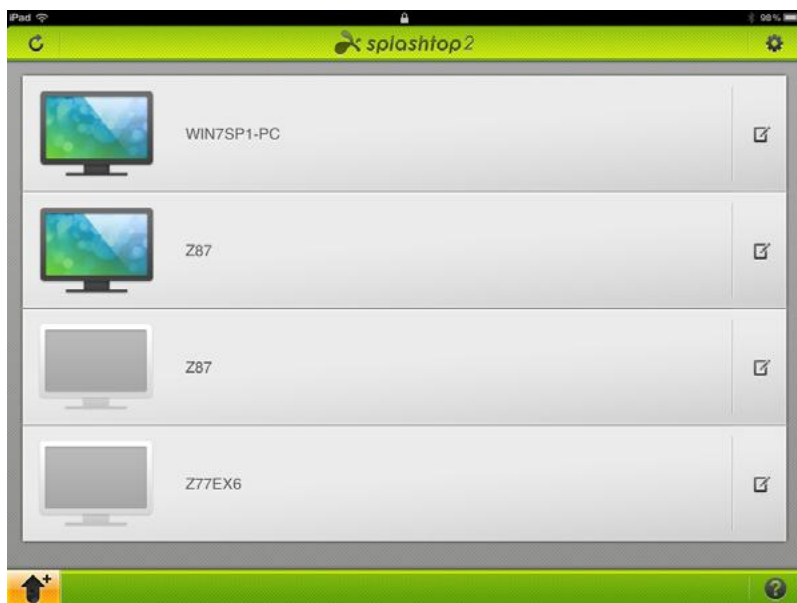 iPad 98%
splashtop2
WIN7SP1-PC
Z87
Z87
Z77EX6
+
?